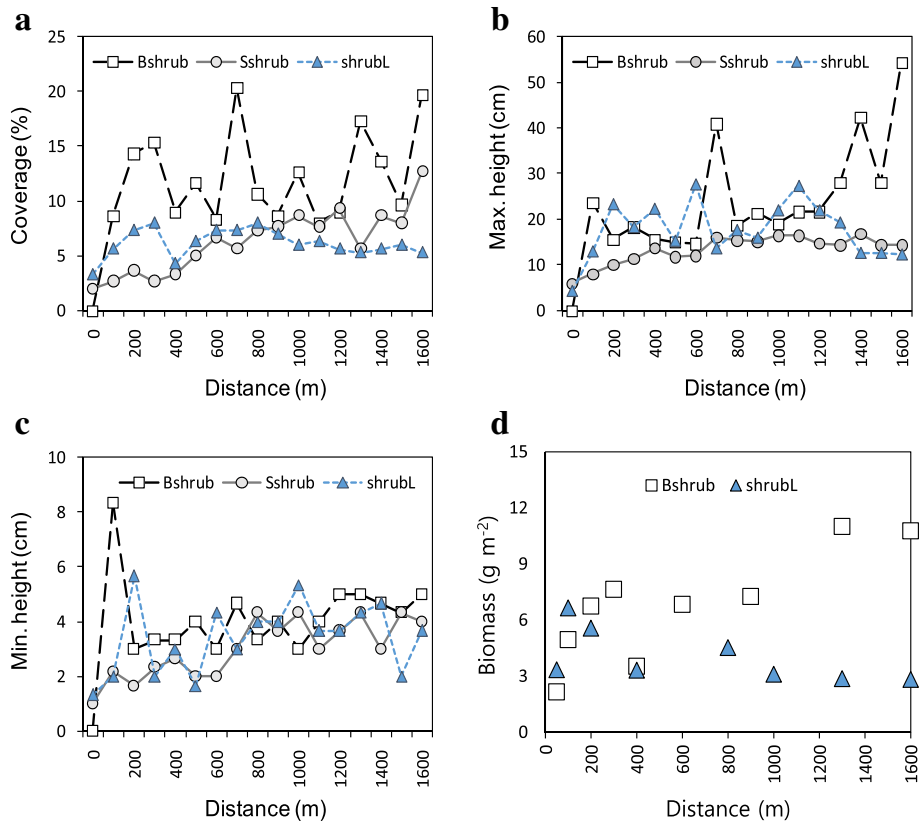 a
25
20
15
10
5
0
Coverage (%)
Bshrub Sshrub shrubL
0 200 400 600 800 1000 1200 1400 1600
Distance (m)
b
60
50
40
30
20
10
0
Max. height (cm)
Bshrub Sshrub shrubL
0 200 400 600 800 1000 1200 1400 1600
Distance (m)
c
10
8
6
4
2
0
Min. height (cm)
Bshrub Sshrub shrubL
0 200 400 600 800 1000 1200 1400 1600
Distance (m)
d
15
12
9
6
3
0
Biomass (g m⁻²)
Bshrub shrubL
0 200 400 600 800 1000 1200 1400 1600
Distance (m)